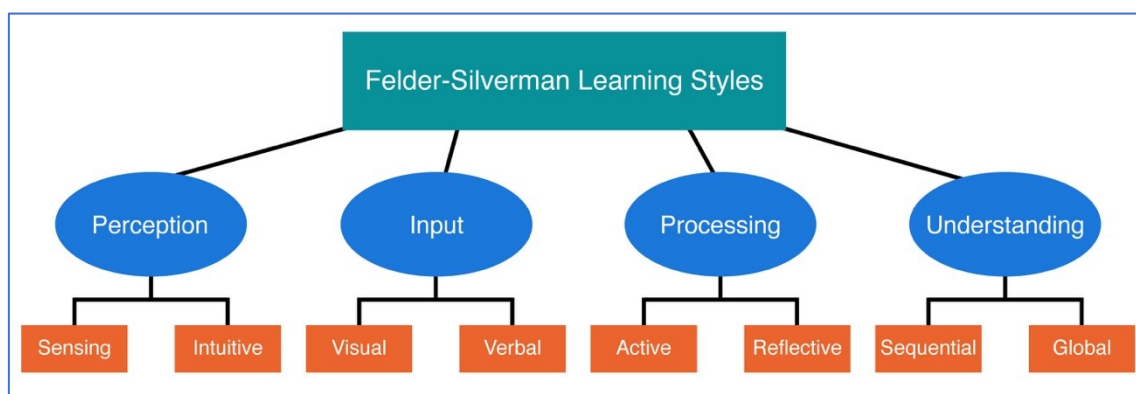 Felder-Silverman Learning Styles
Perception
Input
Processing
Understanding
Sensing
Intuitive
Visual
Verbal
Active
Reflective
Sequential
Global